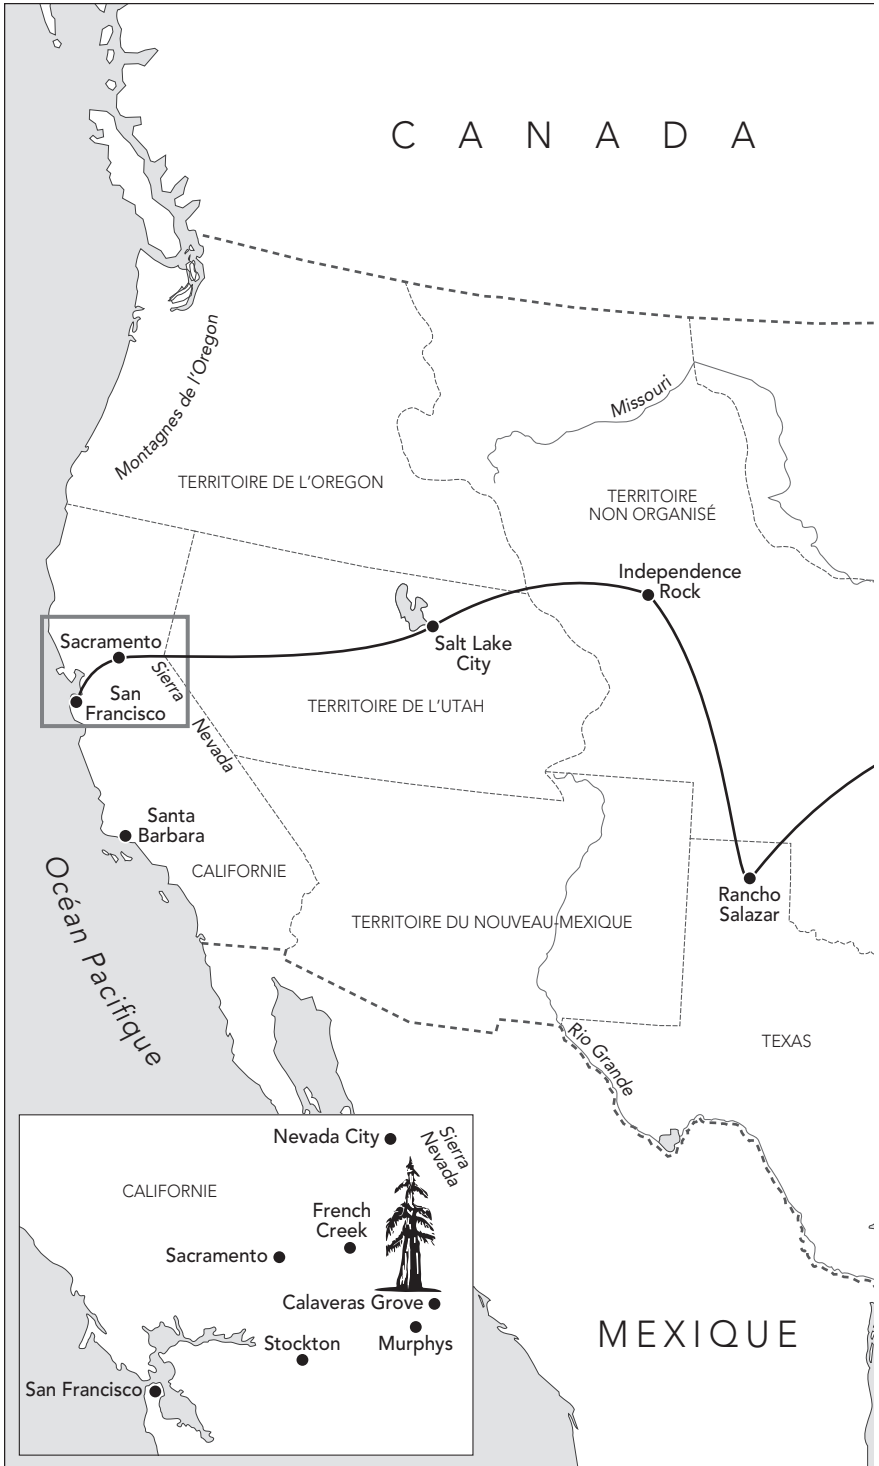 CANADA
Montagnes de l'Oregon
Missouri
TERRITOIRE DE L'OREGON
TERRITOIRE
NON ORGANISÉ
Independence
Rock
Sacramento
Salt Lake
City
Sierra
Nevada
San
Francisco
TERRITOIRE DE L'UTAH
Santa
Barbara
CALIFORNIE
Rancho
Salazar
Océan Pacifique
TERRITOIRE DU NOUVEAU-MEXIQUE
Rio Grande
TEXAS
Nevada City
Sierra
Nevada
CALIFORNIE
French
Creek
Sacramento
Calaveras Grove
Stockton
Murphys
San Francisco
MEXIQUE